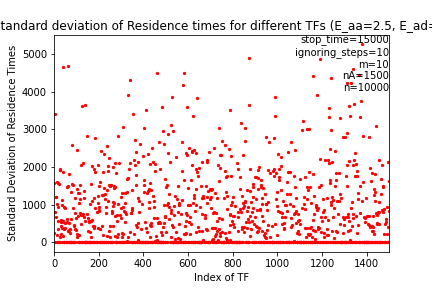 tandard deviation of Residence times for different TFs (E_aa=2.5, E_ad=
stop_time=15000
ignoring_steps=10
m=10
nA=1500
n=10000
Standard Deviation of Residence Times
5000
4000
3000
2000
1000
0
0 200 400 600 800 1000 1200 1400
Index of TF